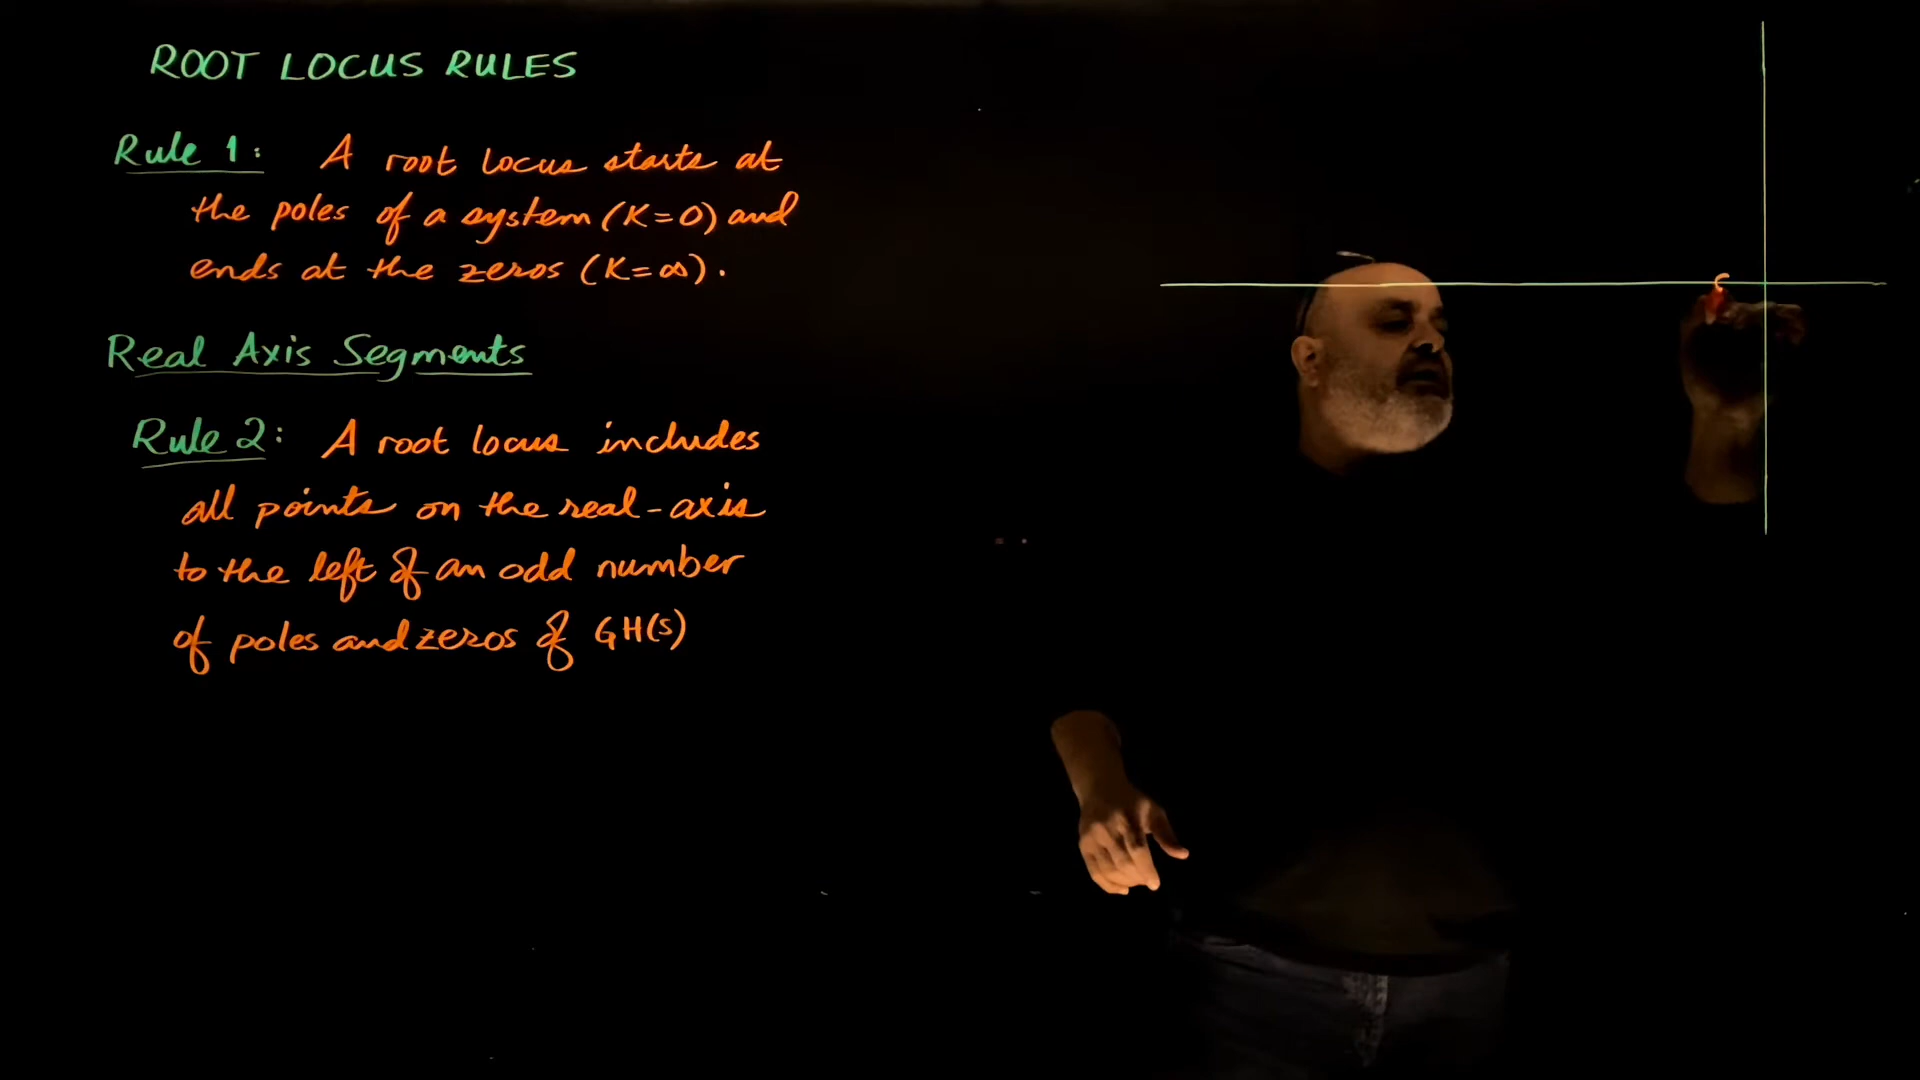 ROOT LOCUS RULES
Rule 1: A root locus starts at
the poles of a system (K=0) and
ends at the zeros (K=∞).
Real Axis Segments
Rule 2: A root locus includes
all points on the real-axis
to the left of an odd number
of poles and zeros of GH(s)